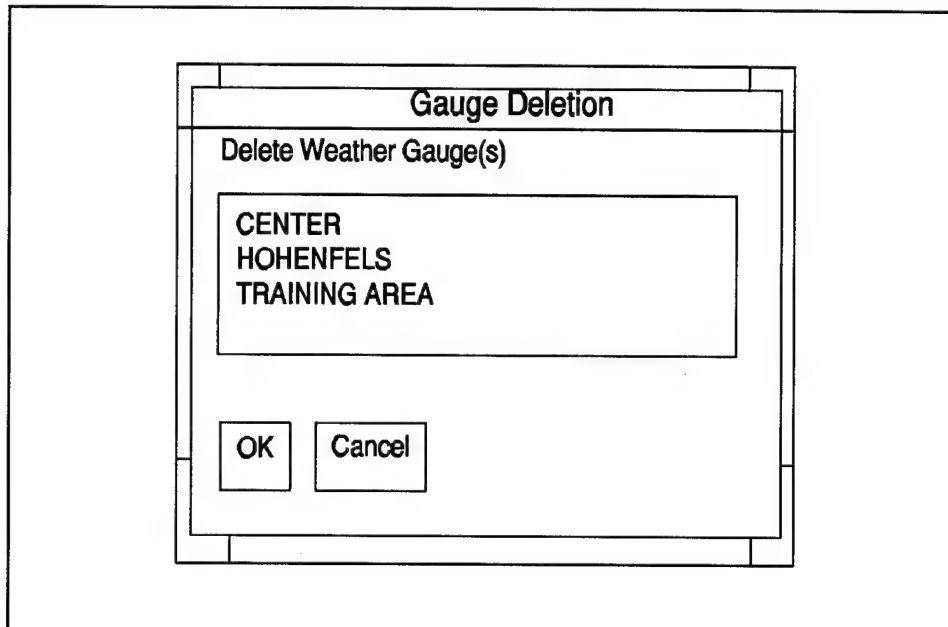 Gauge Deletion
Delete Weather Gauge(s)
CENTER
HOHENFELS
TRAINING AREA
OK Cancel